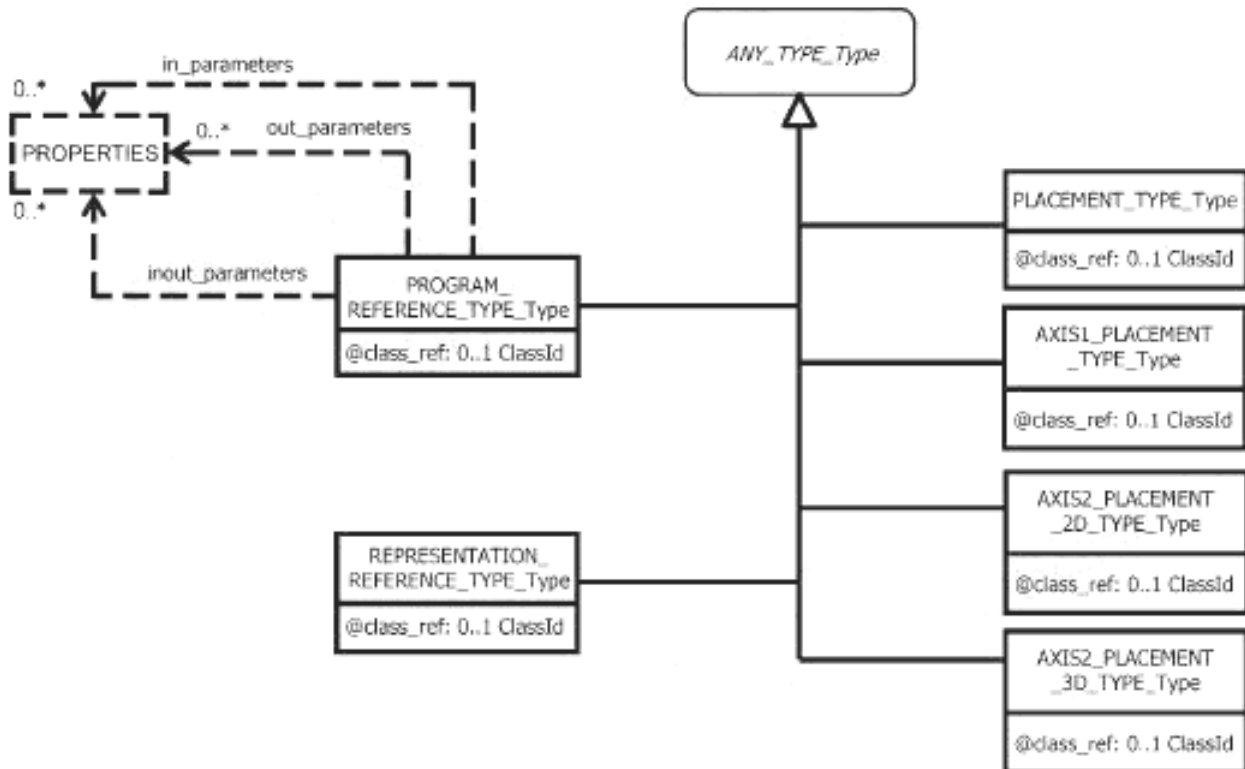 ANY_TYPE_Type
in_parameters
0..*
0..*
out_parameters
PROPERTIES
0..*
inout_parameters
PROGRAM_
REFERENCE_TYPE_Type
@class_ref: 0..1 ClassId
REPRESENTATION_
REFERENCE_TYPE_Type
@class_ref: 0..1 ClassId
PLACEMENT_TYPE_Type
@class_ref: 0..1 ClassId
AXIS1_PLACEMENT
_TYPE_Type
@class_ref: 0..1 ClassId
AXIS2_PLACEMENT
_2D_TYPE_Type
@class_ref: 0..1 ClassId
AXIS2_PLACEMENT
_3D_TYPE_Type
@class_ref: 0..1 ClassId